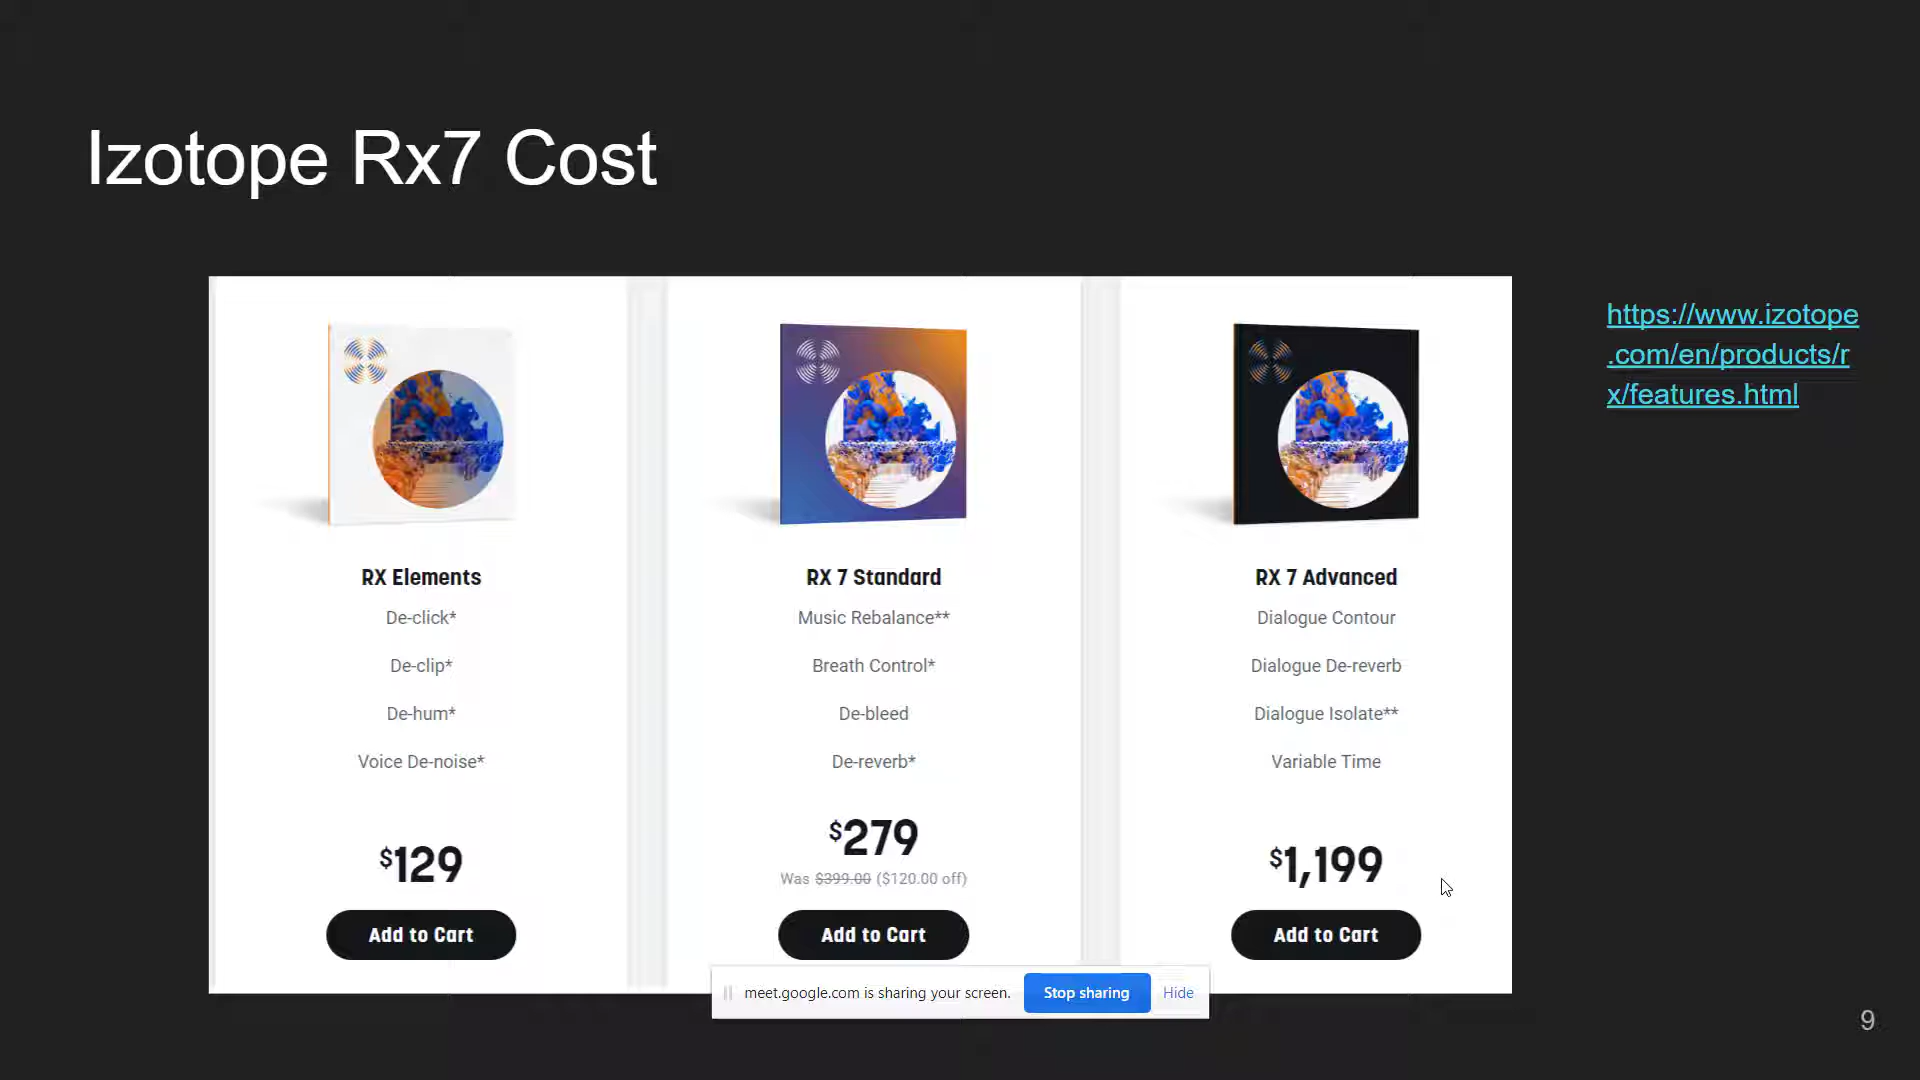 Izotope Rx7 Cost
https://www.izotope
.com/en/products/r
x/features.html
RX Elements
De-click*
De-clip*
De-hum*
Voice De-noise*
$129
Add to Cart
RX 7 Standard
Music Rebalance**
Breath Control*
De-bleed
De-reverb*
$279
Was $399.00 ($120.00 off)
Add to Cart
RX 7 Advanced
Dialogue Contour
Dialogue De-reverb
Dialogue Isolate**
Variable Time
$1,199
Add to Cart
meet.google.com is sharing your screen. Stop sharing Hide
9